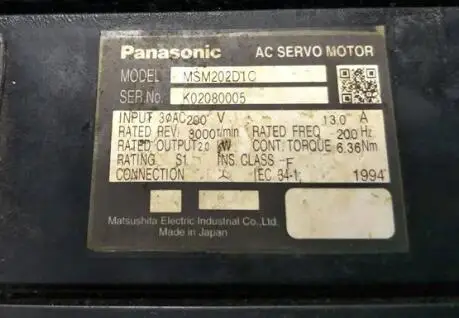 Panasonic AC SERVO MOTOR
MODEL MSM202D1C
SER.No. K02080005
INPUT 3ØAC200 V 13.0 A
RATED REV. 3000r/min RATED FREQ 200 Hz
RATED OUTPUT 2.0 kW CONT. TORQUE 6.36 Nm
RATING S1 INS. CLASS F
CONNECTION IEC 34-1, 1994
Matsushita Electric Industrial Co., Ltd.
Made in Japan